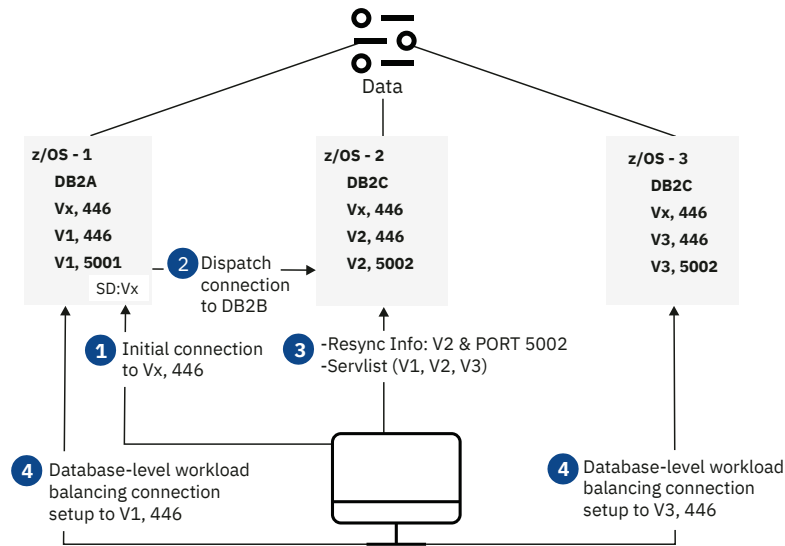 Data
z/OS - 1
DB2A
Vx, 446
V1, 446
V1, 5001
SD:Vx
z/OS - 2
DB2C
Vx, 446
V2, 446
V2, 5002
z/OS - 3
DB2C
Vx, 446
V3, 446
V3, 5002
2 Dispatch
connection
to DB2B
1 Initial connection
to Vx, 446
3 -Resync Info: V2 & PORT 5002
-Servlist (V1, V2, V3)
4 Database-level workload
balancing connection
setup to V1, 446
4 Database-level workload
balancing connection
setup to V3, 446